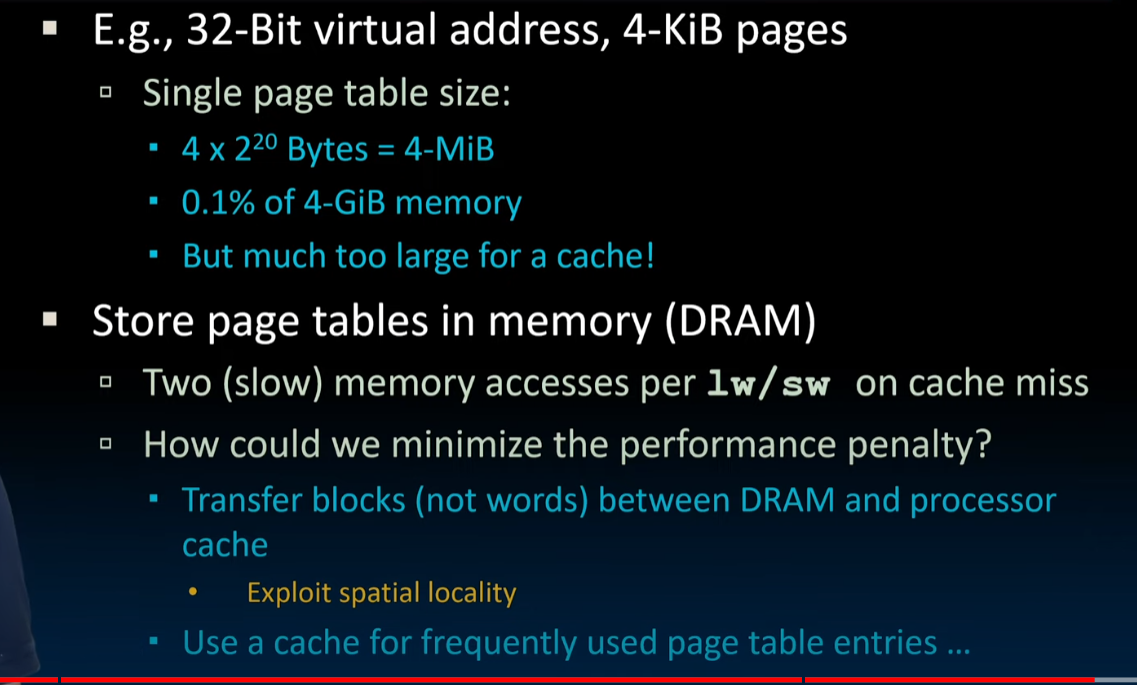 E.g., 32-Bit virtual address, 4-KiB pages
Single page table size:
4 x 2²⁰ Bytes = 4-MiB
0.1% of 4-GiB memory
But much too large for a cache!
Store page tables in memory (DRAM)
Two (slow) memory accesses per lw/sw on cache miss
How could we minimize the performance penalty?
Transfer blocks (not words) between DRAM and processor
cache
Exploit spatial locality
Use a cache for frequently used page table entries …